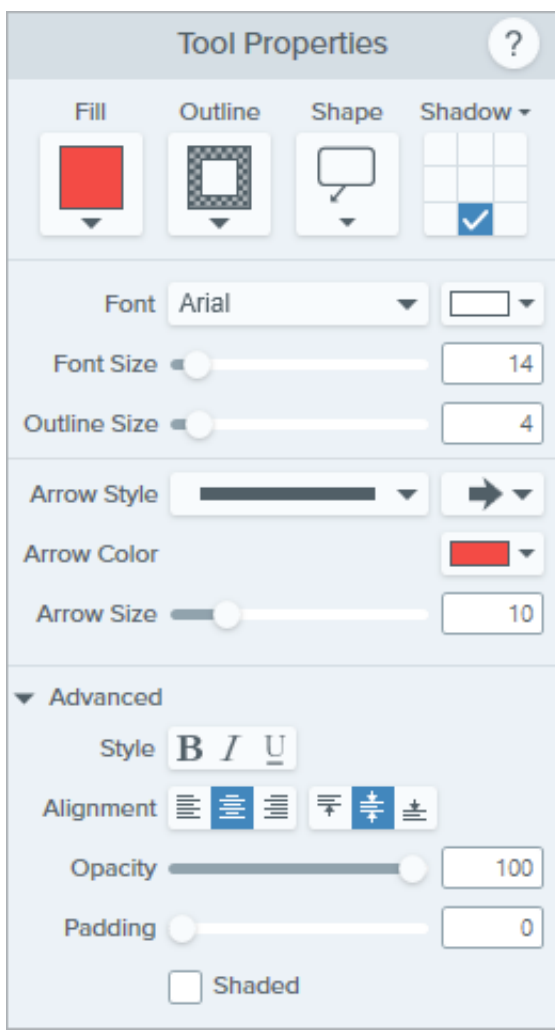 Tool Properties ?
Fill Outline Shape Shadow
Font Arial
Font Size 14
Outline Size 4
Arrow Style
Arrow Color
Arrow Size 10
Advanced
Style B I U
Alignment
Opacity 100
Padding 0
Shaded